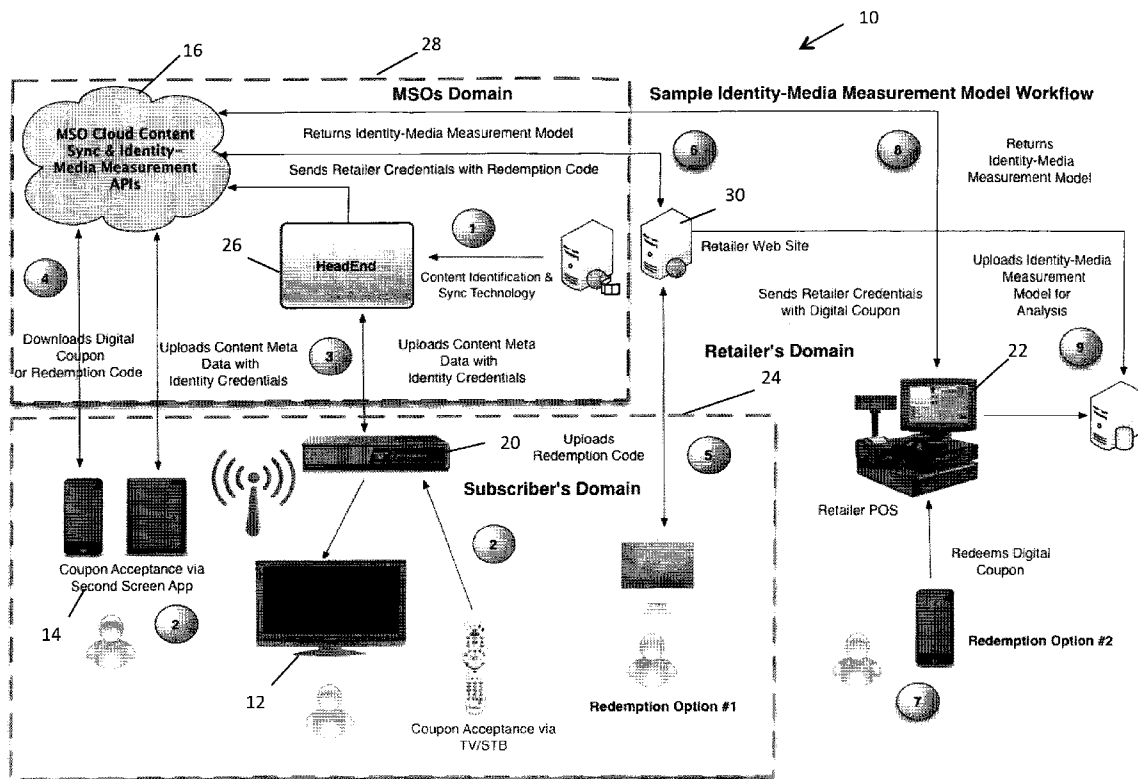 10
16
28
MSOs Domain
Sample Identity-Media Measurement Model Workflow
MSO Cloud Content
Sync & Identity-
Media Measurement
APIs
Returns Identity-Media Measurement Model
6
8
Returns
Identity-Media
Measurement Model
Sends Retailer Credentials with Redemption Code
30
26
1
HeadEnd
Retailer Web Site
Content Identification &
Sync Technology
Uploads Identity-Media
Measurement
Model for
Analysis
4
Sends Retailer Credentials
with Digital Coupon
Downloads Digital
Coupon
or Redemption Code
Uploads Content Meta
Data with
Identity Credentials
3
Uploads Content Meta
Data with
Identity Credentials
Retailer's Domain
22
9
24
20
Uploads
Redemption Code
5
Subscriber's Domain
Retailer POS
2
Coupon Acceptance via
Second Screen App
14
2
Redeems Digital
Coupon
12
Redemption Option #2
Redemption Option #1
7
Coupon Acceptance via
TV/STB